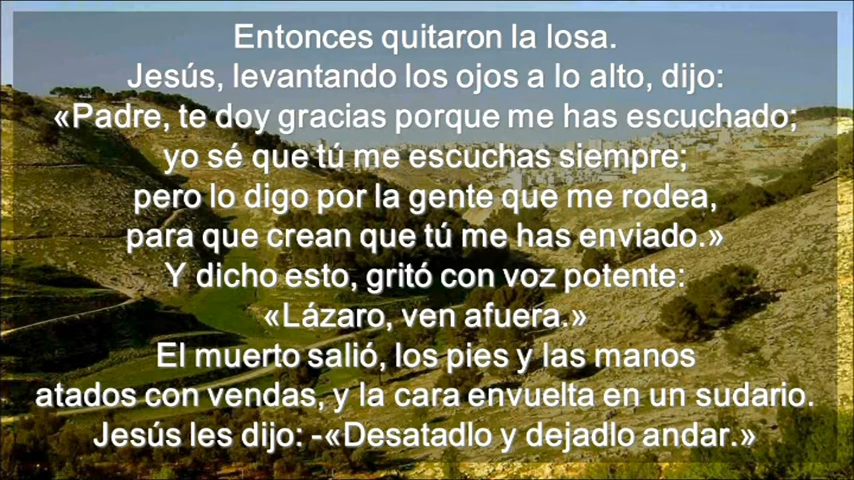 Entonces quitaron la losa.
Jesús, levantando los ojos a lo alto, dijo:
«Padre, te doy gracias porque me has escuchado;
yo sé que tú me escuchas siempre;
pero lo digo por la gente que me rodea,
para que crean que tú me has enviado.»
Y dicho esto, gritó con voz potente:
«Lázaro, ven afuera.»
El muerto salió, los pies y las manos
atados con vendas, y la cara envuelta en un sudario.
Jesús les dijo: -«Desatadlo y dejadlo andar.»